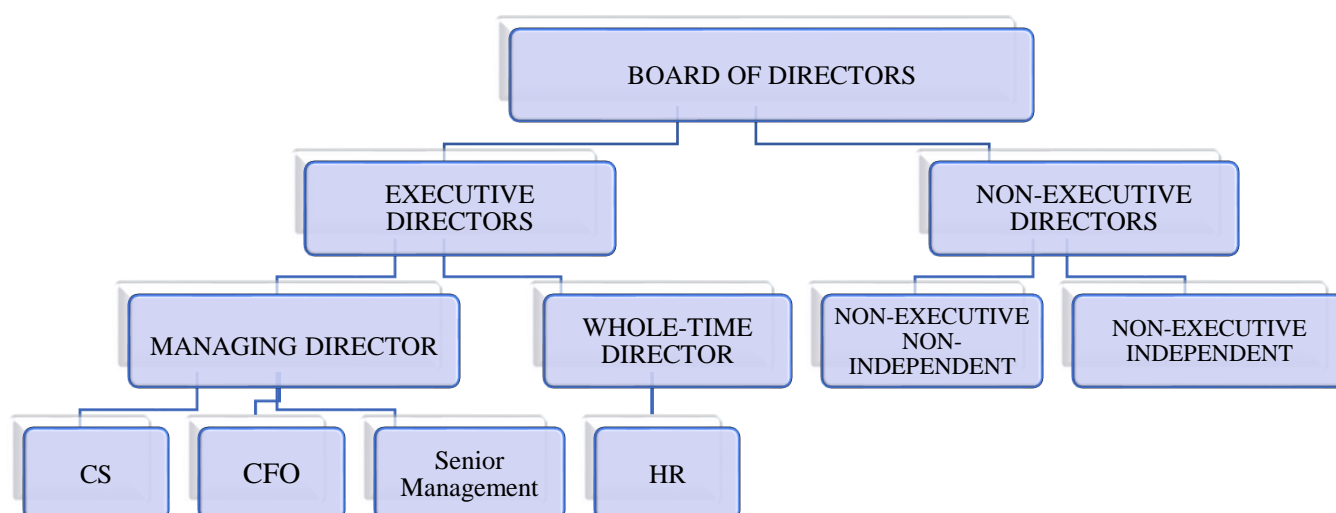 BOARD OF DIRECTORS
EXECUTIVE
DIRECTORS
NON-EXECUTIVE
DIRECTORS
MANAGING DIRECTOR
WHOLE-TIME
DIRECTOR
NON-EXECUTIVE
NON-
INDEPENDENT
NON-EXECUTIVE
INDEPENDENT
CS
CFO
Senior
Management
HR